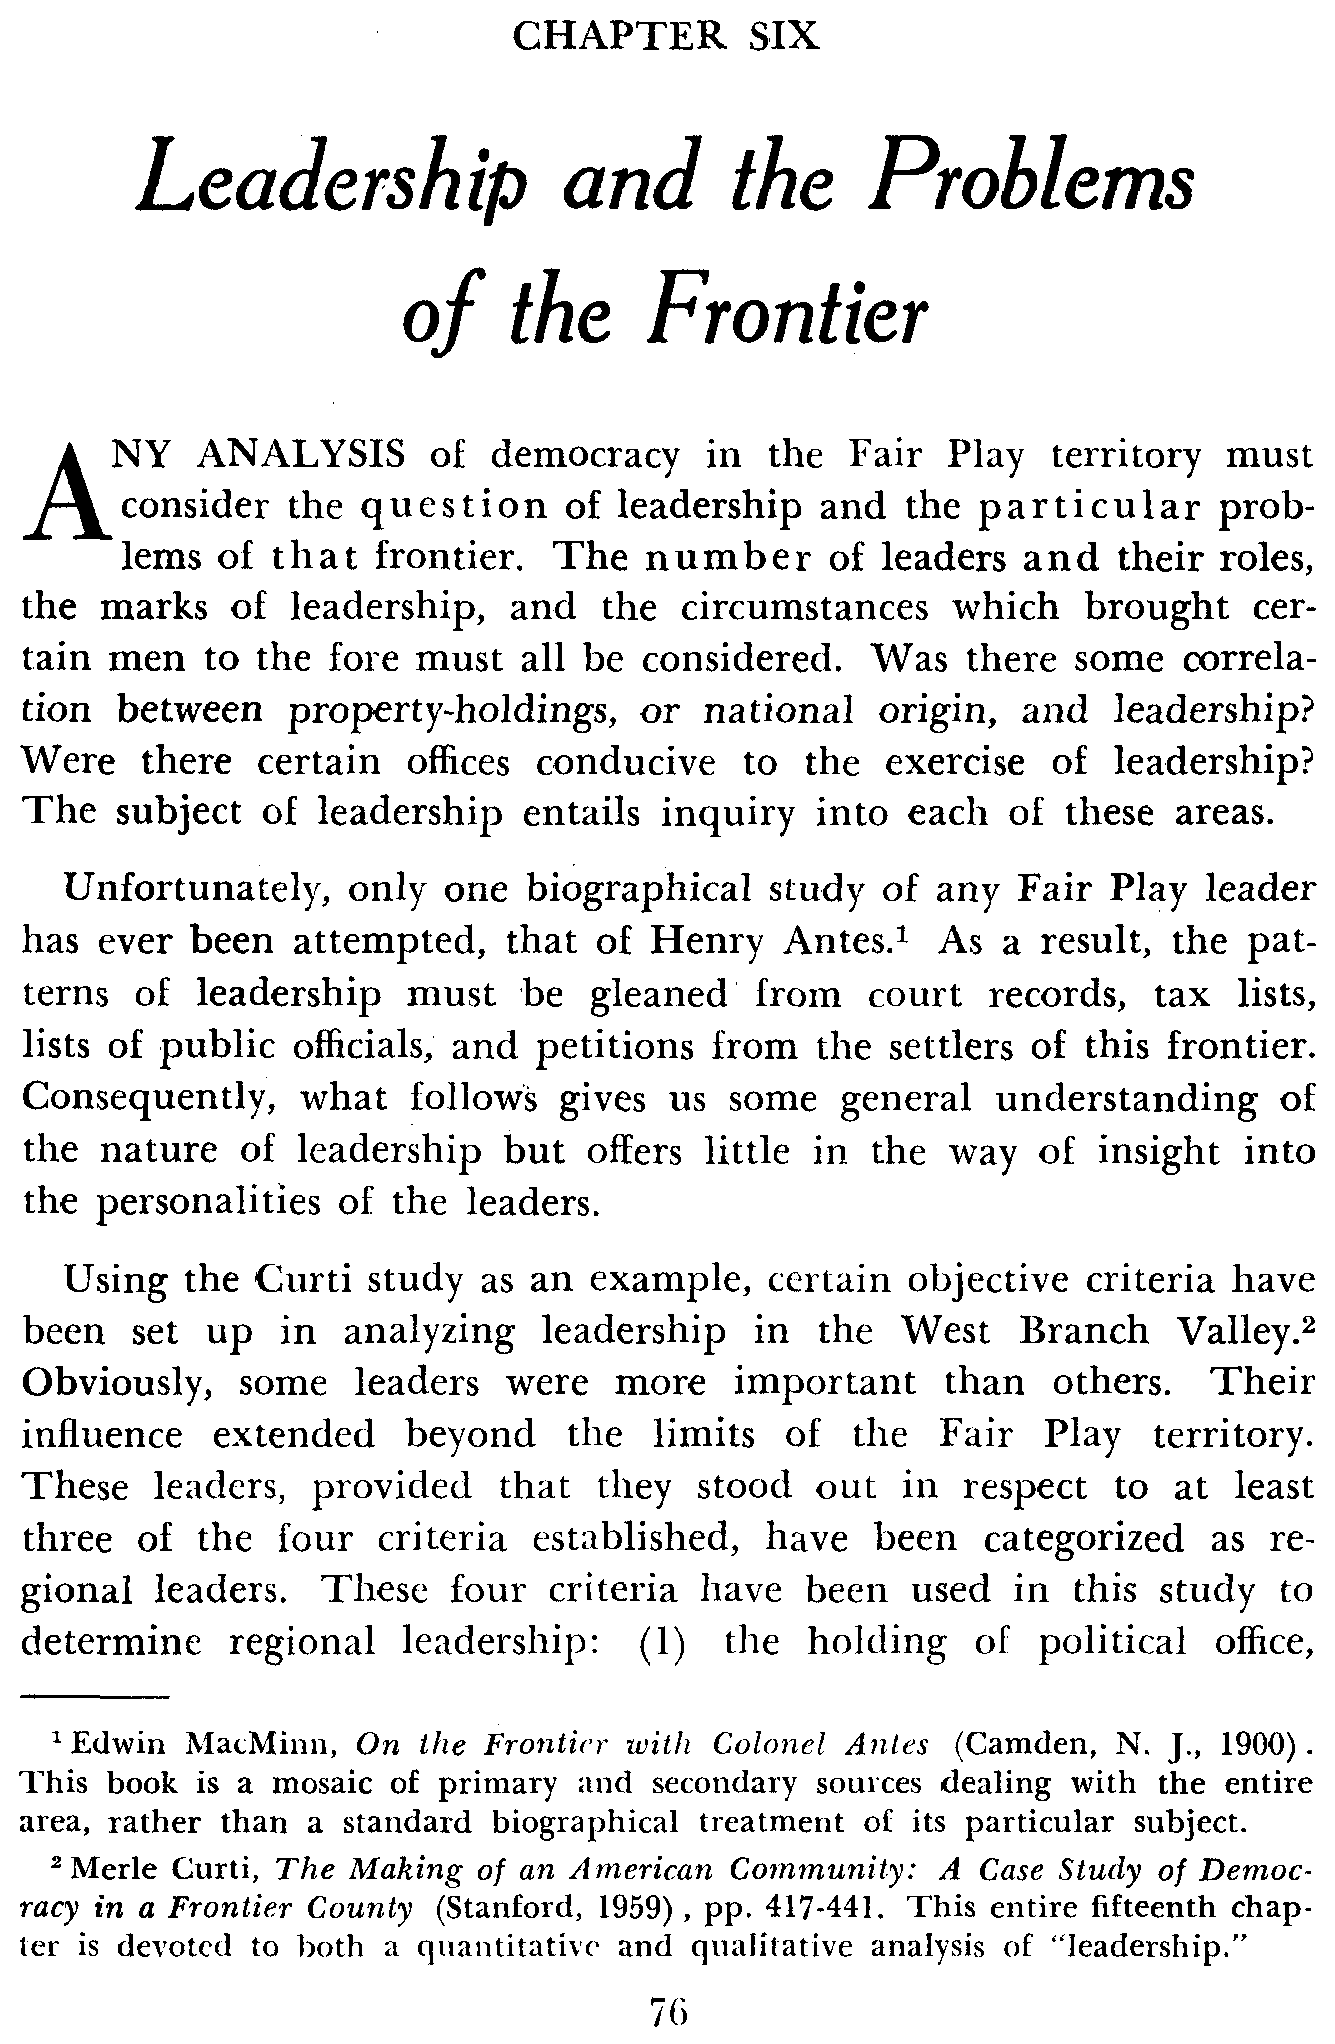 CHAPTER SIX
Leadership and the Problems
of the Frontier
ANY ANALYSIS of democracy in the Fair Play territory must
consider the question of leadership and the particular prob-
lems of that frontier. The number of leaders and their roles,
the marks of leadership, and the circumstances which brought cer-
tain men to the fore must all be considered. Was there some correla-
tion between property-holdings, or national origin, and leadership?
Were there certain offices conducive to the exercise of leadership?
The subject of leadership entails inquiry into each of these areas.
Unfortunately, only one biographical study of any Fair Play leader
has ever been attempted, that of Henry Antes.¹ As a result, the pat-
terns of leadership must be gleaned from court records, tax lists,
lists of public officials, and petitions from the settlers of this frontier.
Consequently, what follows gives us some general understanding of
the nature of leadership but offers little in the way of insight into
the personalities of the leaders.
Using the Curti study as an example, certain objective criteria have
been set up in analyzing leadership in the West Branch Valley.²
Obviously, some leaders were more important than others. Their
influence extended beyond the limits of the Fair Play territory.
These leaders, provided that they stood out in respect to at least
three of the four criteria established, have been categorized as re-
gional leaders. These four criteria have been used in this study to
determine regional leadership: (1) the holding of political office,
¹ Edwin MacMinn, On the Frontier with Colonel Antes (Camden, N. J., 1900).
This book is a mosaic of primary and secondary sources dealing with the entire
area, rather than a standard biographical treatment of its particular subject.
² Merle Curti, The Making of an American Community: A Case Study of Democ-
racy in a Frontier County (Stanford, 1959), pp. 417-441. This entire fifteenth chap-
ter is devoted to both a quantitative and qualitative analysis of "leadership."
76